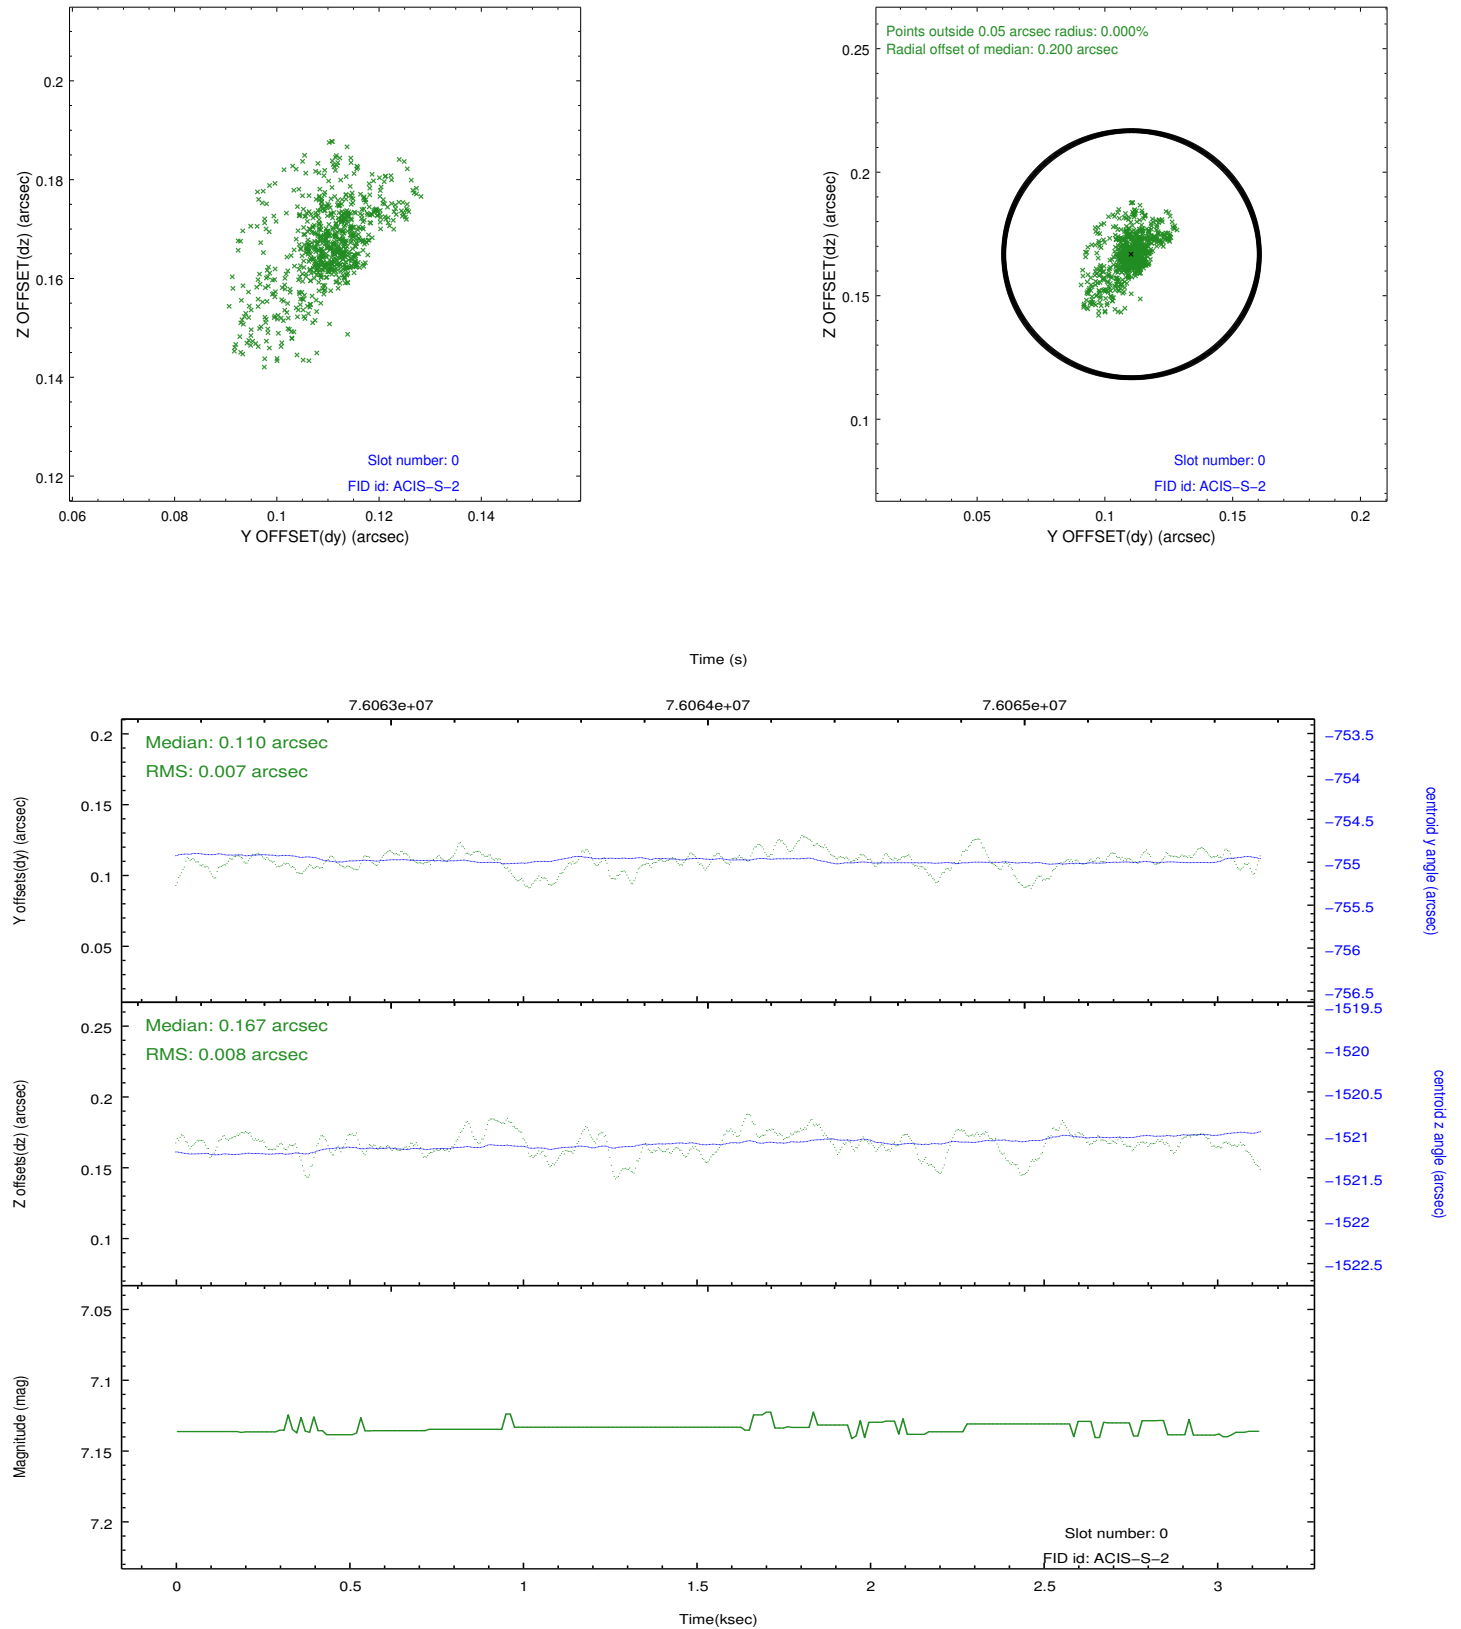 0.2
0.18
0.16
0.14
0.12
Z OFFSET(dz) (arcsec)
Slot number: 0
FID id: ACIS−S−2
0.06 0.08 0.1 0.12 0.14
Y OFFSET(dy) (arcsec)
Points outside 0.05 arcsec radius: 0.000%
Radial offset of median: 0.200 arcsec
0.25
0.2
0.15
0.1
Z OFFSET(dz) (arcsec)
Slot number: 0
FID id: ACIS−S−2
0.05 0.1 0.15 0.2
Y OFFSET(dy) (arcsec)
Time (s)
7.6063e+07 7.6064e+07 7.6065e+07
Median: 0.110 arcsec
RMS: 0.007 arcsec
0.2
0.15
0.1
0.05
Y offsets(dy) (arcsec)
−753.5
−754
−754.5
−755
−755.5
−756
−756.5
centroid y angle (arcsec)
Median: 0.167 arcsec
RMS: 0.008 arcsec
0.25
0.2
0.15
0.1
Z offsets(dz) (arcsec)
−1519.5
−1520
−1520.5
−1521
−1521.5
−1522
−1522.5
centroid z angle (arcsec)
7.05
7.1
7.15
7.2
Magnitude (mag)
Slot number: 0
FID id: ACIS−S−2
0 0.5 1 1.5 2 2.5 3
Time(ksec)